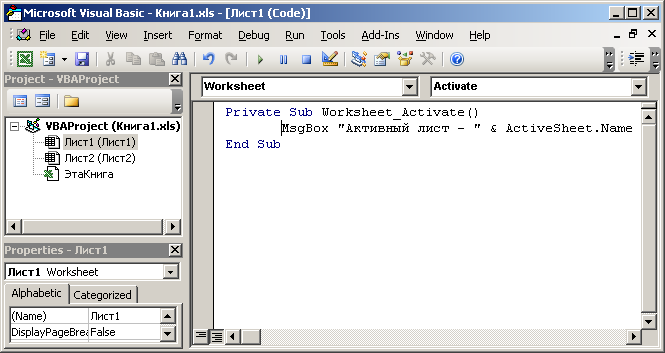 Microsoft Visual Basic - Книга1.xls - [Лист1 (Code)]
File Edit View Insert Format Debug Run Tools Add-Ins Window Help
Project - VBAProject
VBAProject (Книга1.xls)
Лист1 (Лист1)
Лист2 (Лист2)
ЭтаКнига
Properties - Лист1
Лист1 Worksheet
Alphabetic Categorized
(Name) Лист1
DisplayPageBrea False
Worksheet Activate
Private Sub Worksheet_Activate()
MsgBox "Активный лист - " & ActiveSheet.Name
End Sub